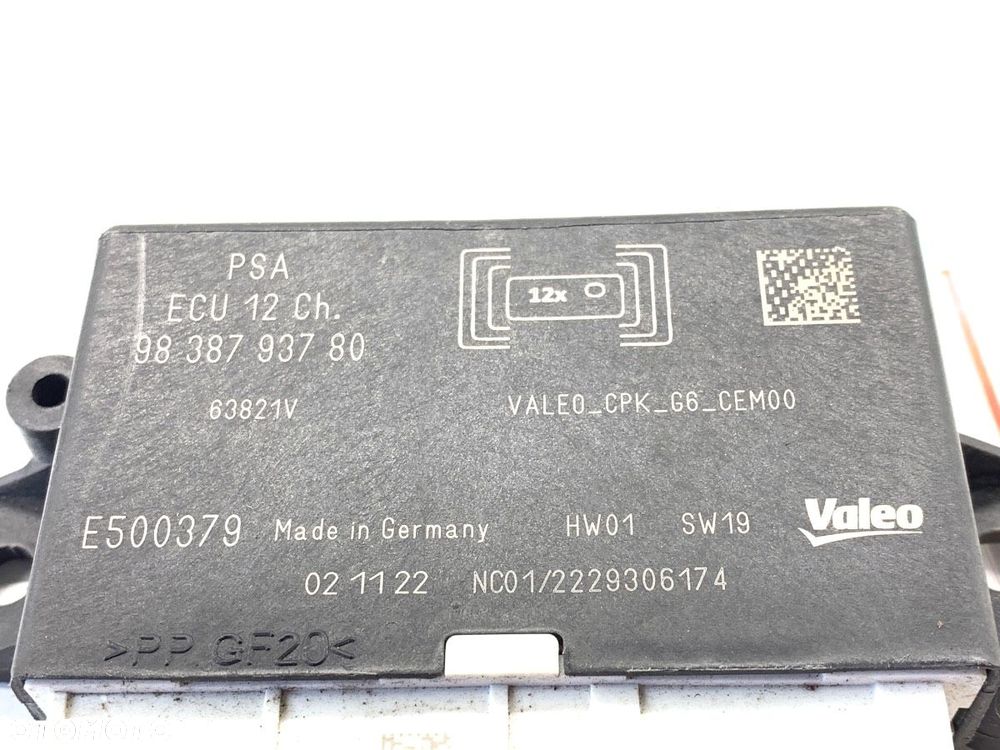 PSA
ECU 12 Ch.
98 387 937 80
12x
63821V
VALEO_CPK_G6_CEM00
E500379 Made in Germany HW01 SW19 Valeo
02 11 22 NC01/2229306174
>PP GF20<